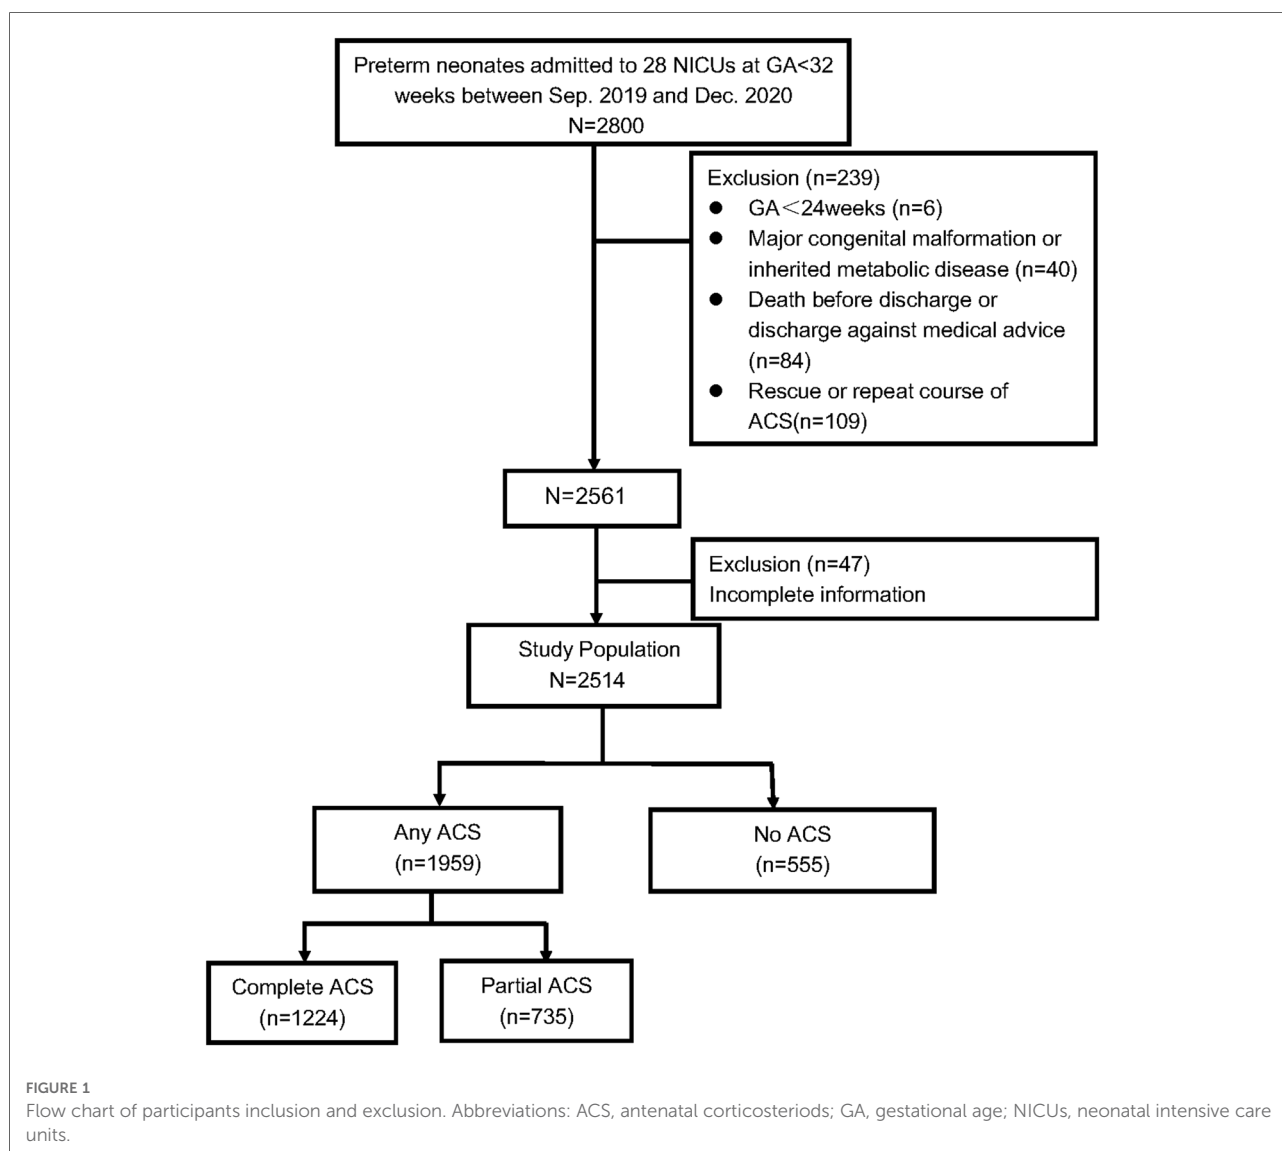 Preterm neonates admitted to 28 NICUs at GA<32
weeks between Sep. 2019 and Dec. 2020
N=2800
Exclusion (n=239)
● GA＜24weeks (n=6)
● Major congenital malformation or
inherited metabolic disease (n=40)
● Death before discharge or
discharge against medical advice
(n=84)
● Rescue or repeat course of
ACS(n=109)
N=2561
Exclusion (n=47)
Incomplete information
Study Population
N=2514
Any ACS
(n=1959)
No ACS
(n=555)
Complete ACS
(n=1224)
Partial ACS
(n=735)
FIGURE 1
Flow chart of participants inclusion and exclusion. Abbreviations: ACS, antenatal corticosteriods; GA, gestational age; NICUs, neonatal intensive care
units.